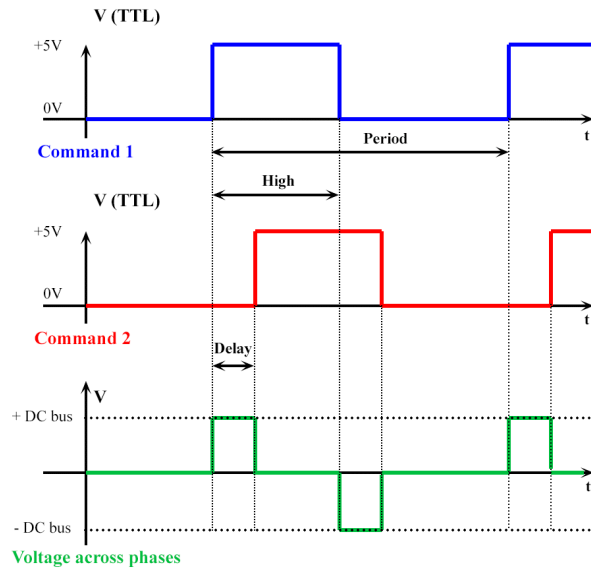 V (TTL)
+5V
0V
t
Command 1
Period
High
V (TTL)
+5V
0V
t
Command 2
Delay
V
+ DC bus
t
- DC bus
Voltage across phases